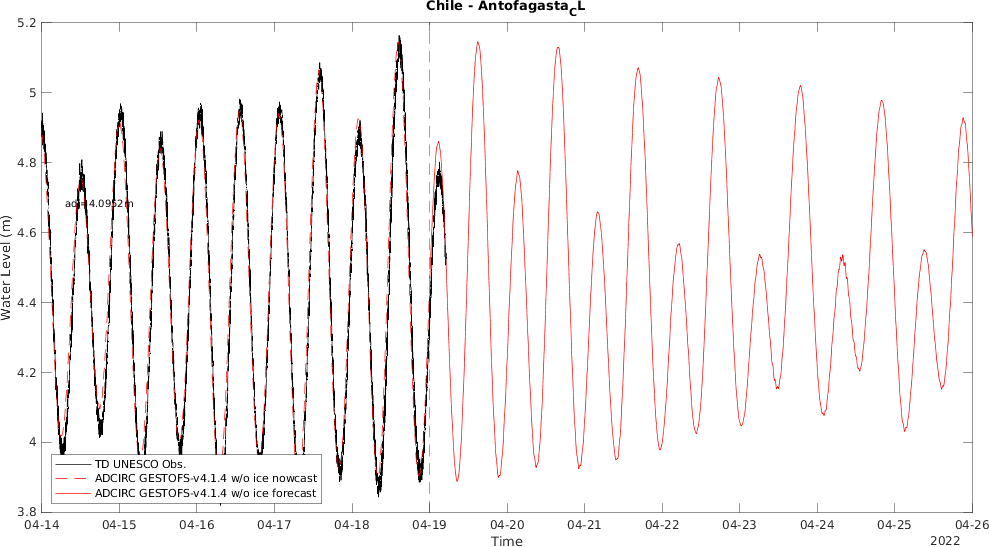 Chile - Antofagasta_CL
5.2
5
4.8
4.6
4.4
4.2
4
3.8
Water Level (m)
adj=4.0952m
TD UNESCO Obs.
ADCIRC GESTOFS-v4.1.4 w/o ice nowcast
ADCIRC GESTOFS-v4.1.4 w/o ice forecast
04-14 04-15 04-16 04-17 04-18 04-19 04-20 04-21 04-22 04-23 04-24 04-25 04-26
Time
2022